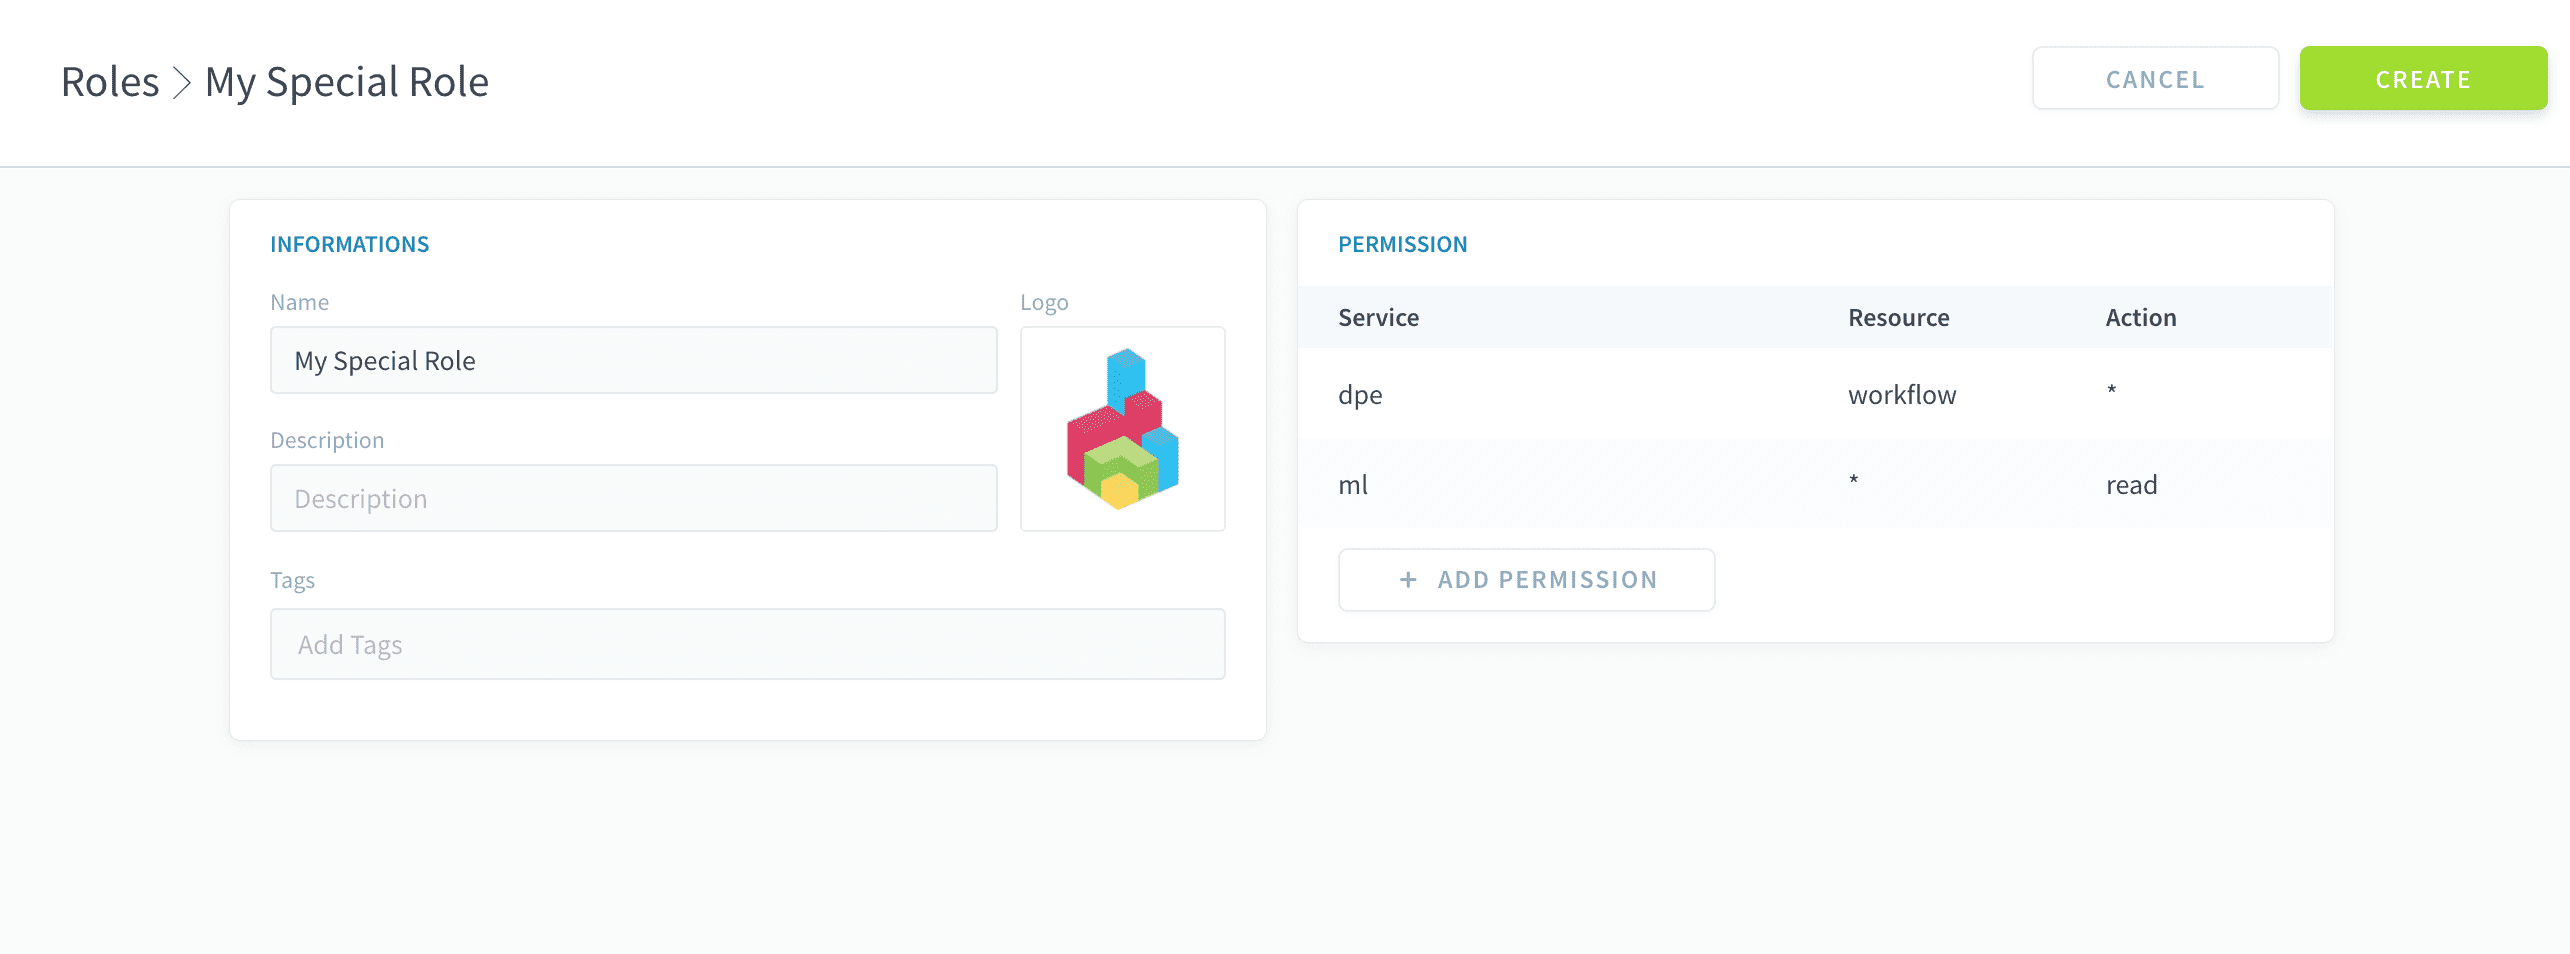 Roles > My Special Role
CANCEL
CREATE
INFORMATIONS
Name
Logo
My Special Role
Description
Description
Tags
Add Tags
PERMISSION
Service Resource Action
dpe workflow *
ml * read
+ ADD PERMISSION